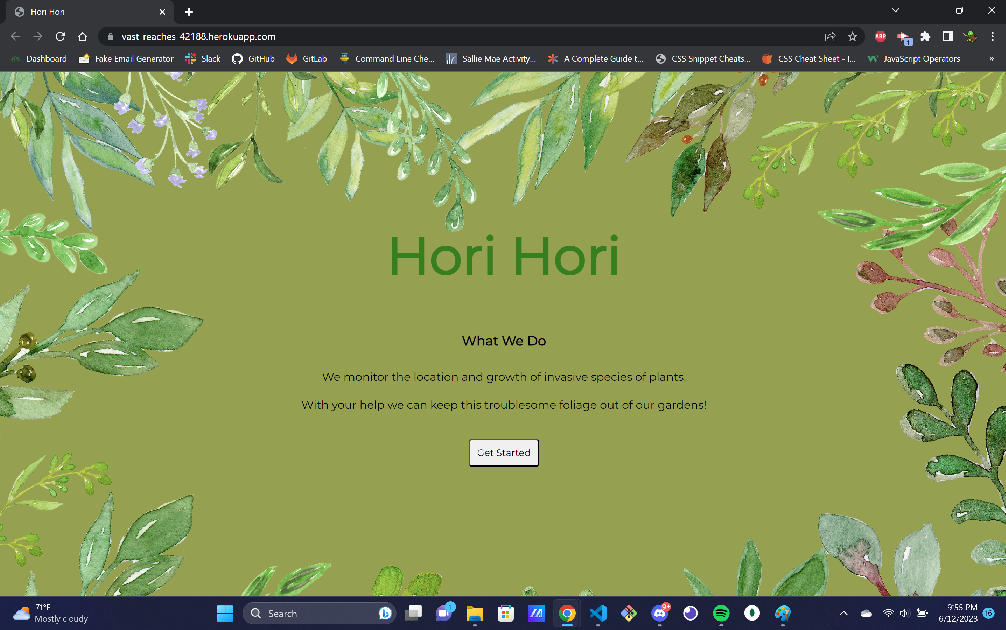 Hori Hori
vast-reaches-42188.herokuapp.com
Dashboard
Fake Email Generator
Slack
GitHub
GitLab
Command Line Che...
Sallie Mae Activity...
A Complete Guide t...
CSS Snippet Cheats...
CSS Cheat Sheet - I...
JavaScript Operators
»
Hori Hori
What We Do
We monitor the location and growth of invasive species of plants.
With your help we can keep this troublesome foliage out of our gardens!
Get Started
71°F
Mostly cloudy
Search
9:56 PM
6/12/2023